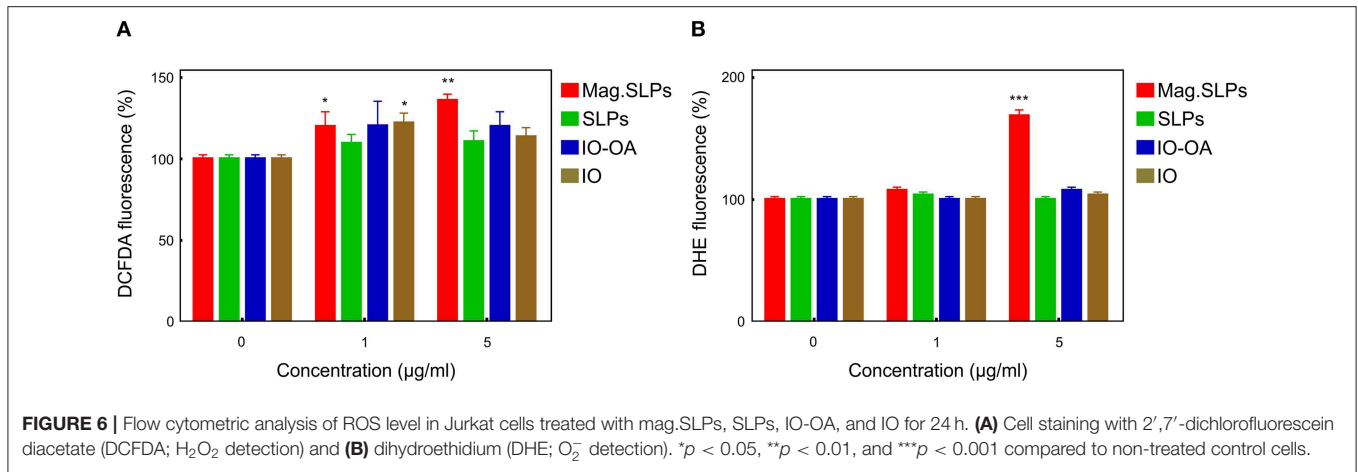 A
B
DCFDA fluorescence (%)
150
100
50
0
* * **
0 1 5
Concentration (µg/ml)
Mag.SLPs
SLPs
IO-OA
IO
DHE fluorescence (%)
200
100
0
***
0 1 5
Concentration (µg/ml)
Mag.SLPs
SLPs
IO-OA
IO
FIGURE 6 | Flow cytometric analysis of ROS level in Jurkat cells treated with mag.SLPs, SLPs, IO-OA, and IO for 24 h. (A) Cell staining with 2′,7′-dichlorofluorescein
diacetate (DCFDA; H₂O₂ detection) and (B) dihydroethidium (DHE; O₂⁻ detection). *p < 0.05, **p < 0.01, and ***p < 0.001 compared to non-treated control cells.